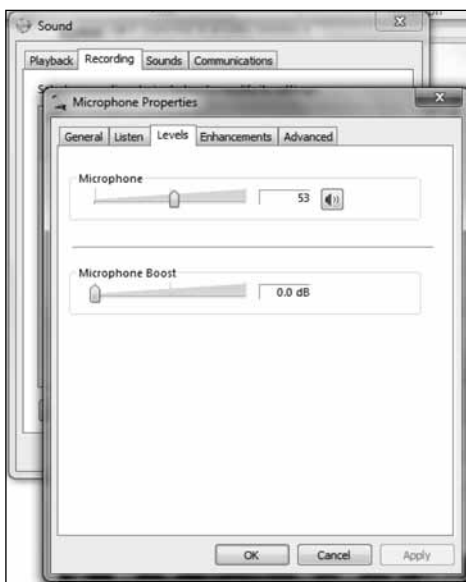 Sound
Playback Recording Sounds Communications
Microphone Properties
General Listen Levels Enhancements Advanced
Microphone
53
Microphone Boost
0.0 dB
OK Cancel Apply